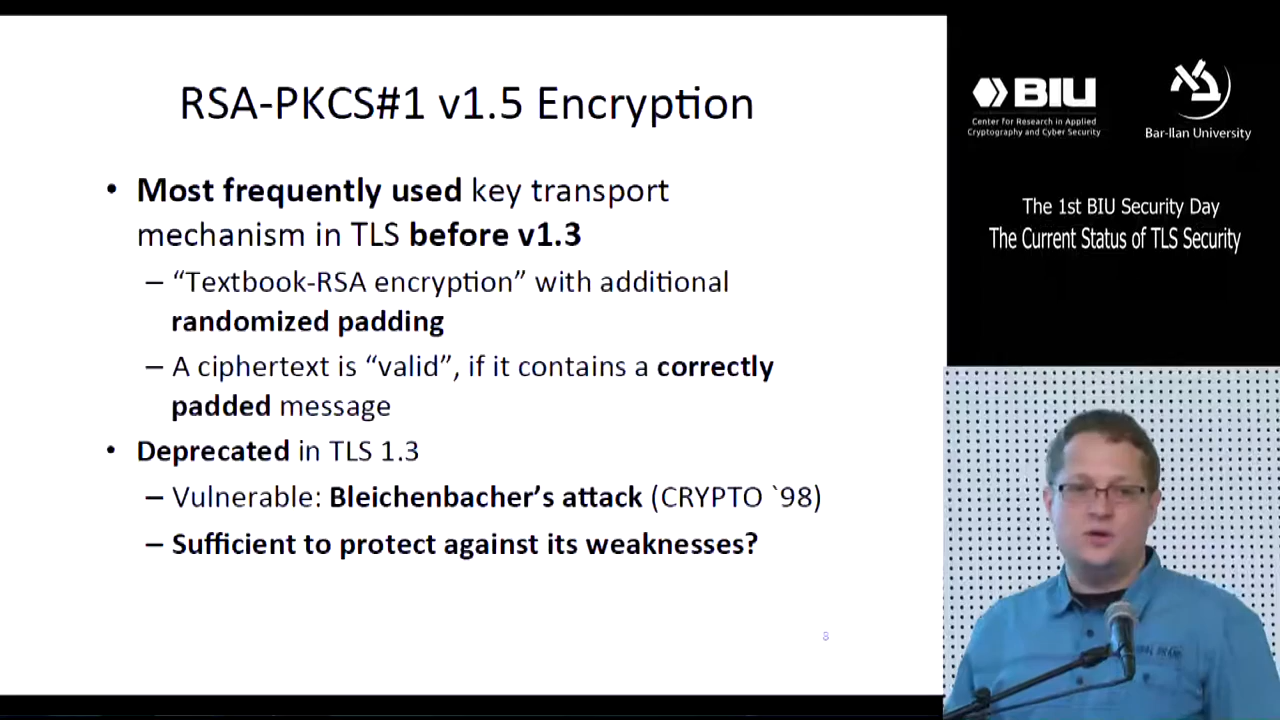 RSA-PKCS#1 v1.5 Encryption
• Most frequently used key transport
mechanism in TLS before v1.3
– “Textbook-RSA encryption” with additional
randomized padding
– A ciphertext is “valid”, if it contains a correctly
padded message
• Deprecated in TLS 1.3
– Vulnerable: Bleichenbacher’s attack (CRYPTO `98)
– Sufficient to protect against its weaknesses?
8
BIU
Center for Research in Applied
Cryptography and Cyber Security
Bar-Ilan University
The 1st BIU Security Day
The Current Status of TLS Security